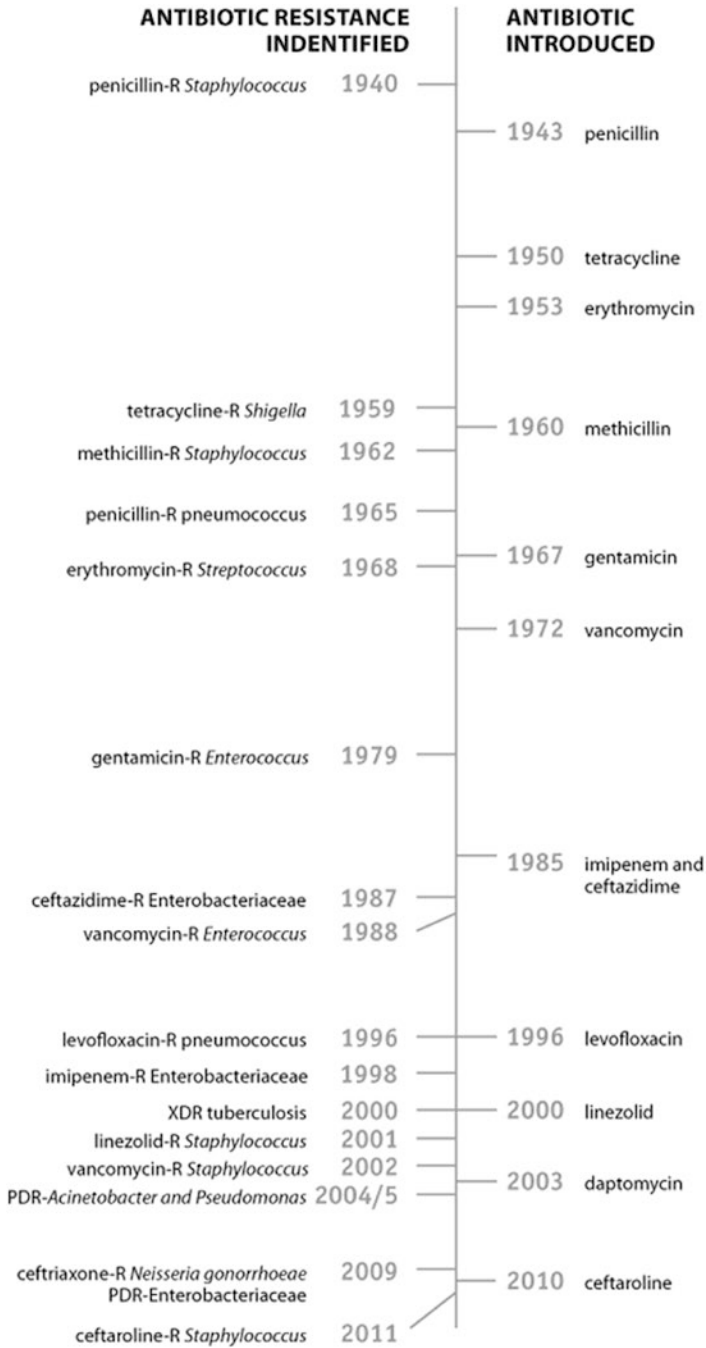 ANTIBIOTIC RESISTANCE
INDENTIFIED
ANTIBIOTIC
INTRODUCED
penicillin-R Staphylococcus 1940
1943 penicillin
1950 tetracycline
1953 erythromycin
tetracycline-R Shigella 1959
1960 methicillin
methicillin-R Staphylococcus 1962
penicillin-R pneumococcus 1965
1967 gentamicin
erythromycin-R Streptococcus 1968
1972 vancomycin
gentamicin-R Enterococcus 1979
1985 imipenem and
ceftazidime
ceftazidime-R Enterobacteriaceae 1987
vancomycin-R Enterococcus 1988
levofloxacin-R pneumococcus 1996
1996 levofloxacin
imipenem-R Enterobacteriaceae 1998
XDR tuberculosis 2000
2000 linezolid
linezolid-R Staphylococcus 2001
vancomycin-R Staphylococcus 2002
2003 daptomycin
PDR-Acinetobacter and Pseudomonas 2004/5
ceftriaxone-R Neisseria gonorrhoeae 2009
PDR-Enterobacteriaceae
2010 ceftaroline
ceftaroline-R Staphylococcus 2011